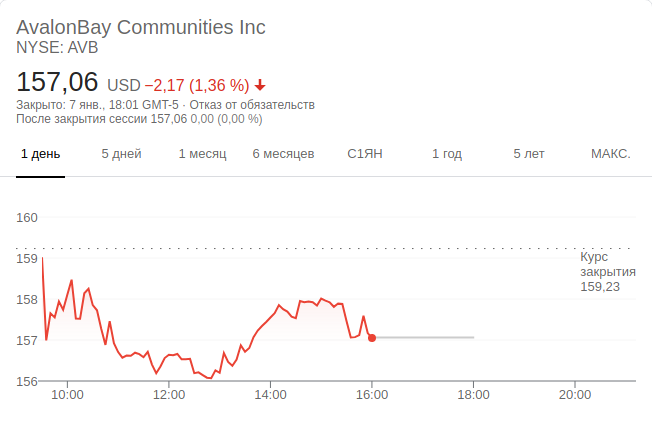 AvalonBay Communities Inc
NYSE: AVB
157,06 USD −2,17 (1,36 %)
Закрыто: 7 янв., 18:01 GMT-5 · Отказ от обязательств
После закрытия сессии 157,06 0,00 (0,00 %)
1 день 5 дней 1 месяц 6 месяцев С1ЯН 1 год 5 лет МАКС.
160
159
158
157
156
Курс
закрытия
159,23
10:00 12:00 14:00 16:00 18:00 20:00